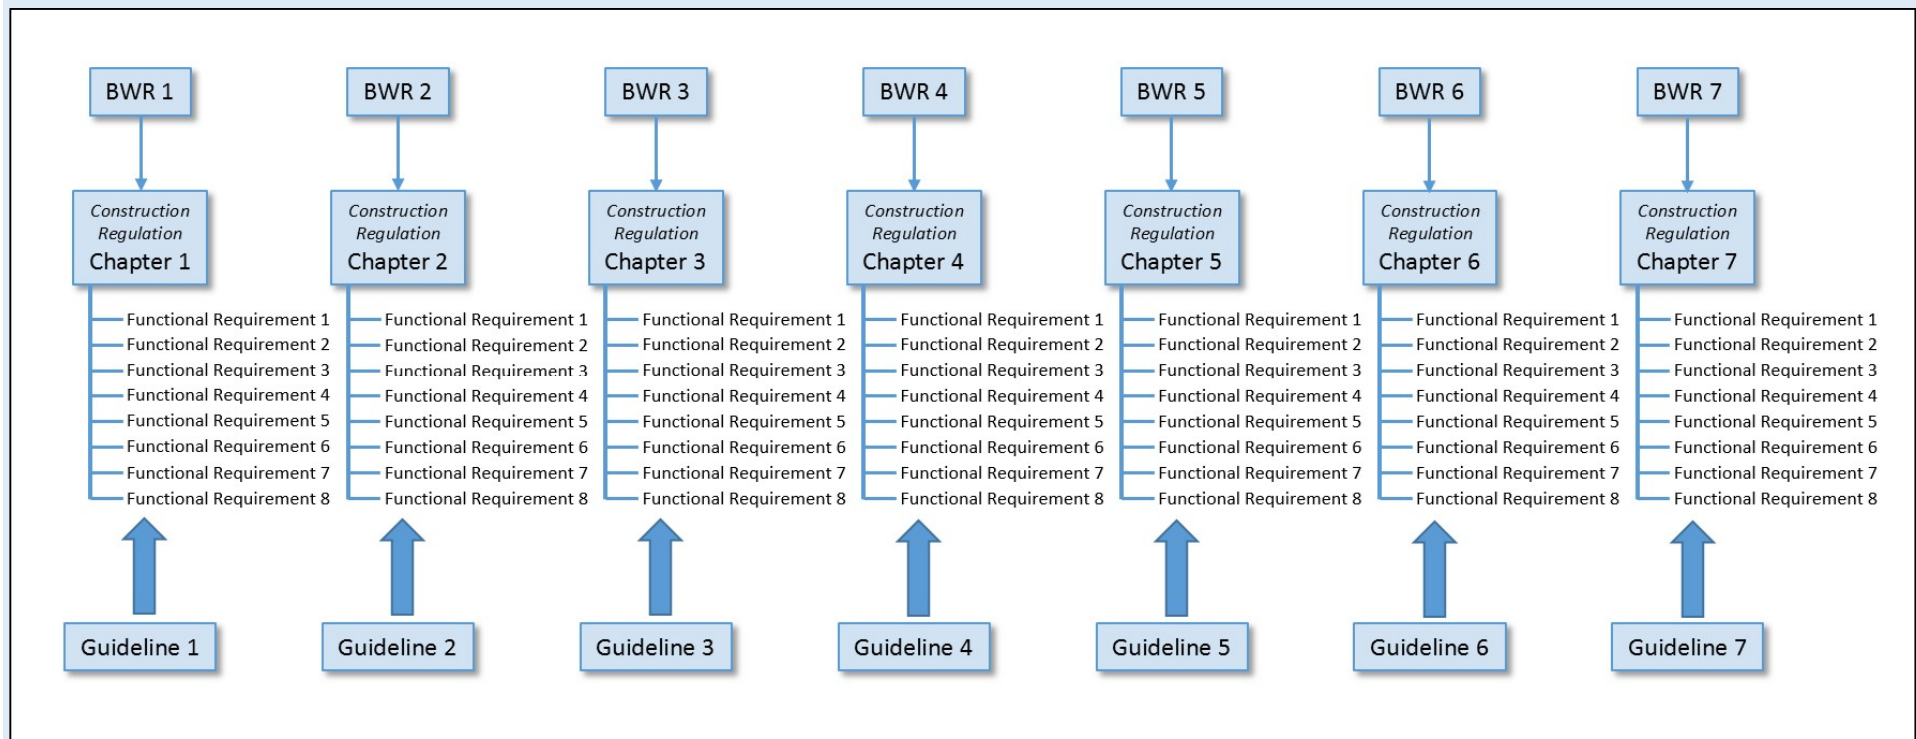 BWR 1
BWR 2
BWR 3
BWR 4
BWR 5
BWR 6
BWR 7
Construction
Regulation
Chapter 1
Construction
Regulation
Chapter 2
Construction
Regulation
Chapter 3
Construction
Regulation
Chapter 4
Construction
Regulation
Chapter 5
Construction
Regulation
Chapter 6
Construction
Regulation
Chapter 7
Functional Requirement 1
Functional Requirement 2
Functional Requirement 3
Functional Requirement 4
Functional Requirement 5
Functional Requirement 6
Functional Requirement 7
Functional Requirement 8
Functional Requirement 1
Functional Requirement 2
Functional Requirement 3
Functional Requirement 4
Functional Requirement 5
Functional Requirement 6
Functional Requirement 7
Functional Requirement 8
Functional Requirement 1
Functional Requirement 2
Functional Requirement 3
Functional Requirement 4
Functional Requirement 5
Functional Requirement 6
Functional Requirement 7
Functional Requirement 8
Functional Requirement 1
Functional Requirement 2
Functional Requirement 3
Functional Requirement 4
Functional Requirement 5
Functional Requirement 6
Functional Requirement 7
Functional Requirement 8
Functional Requirement 1
Functional Requirement 2
Functional Requirement 3
Functional Requirement 4
Functional Requirement 5
Functional Requirement 6
Functional Requirement 7
Functional Requirement 8
Functional Requirement 1
Functional Requirement 2
Functional Requirement 3
Functional Requirement 4
Functional Requirement 5
Functional Requirement 6
Functional Requirement 7
Functional Requirement 8
Functional Requirement 1
Functional Requirement 2
Functional Requirement 3
Functional Requirement 4
Functional Requirement 5
Functional Requirement 6
Functional Requirement 7
Functional Requirement 8
Guideline 1
Guideline 2
Guideline 3
Guideline 4
Guideline 5
Guideline 6
Guideline 7